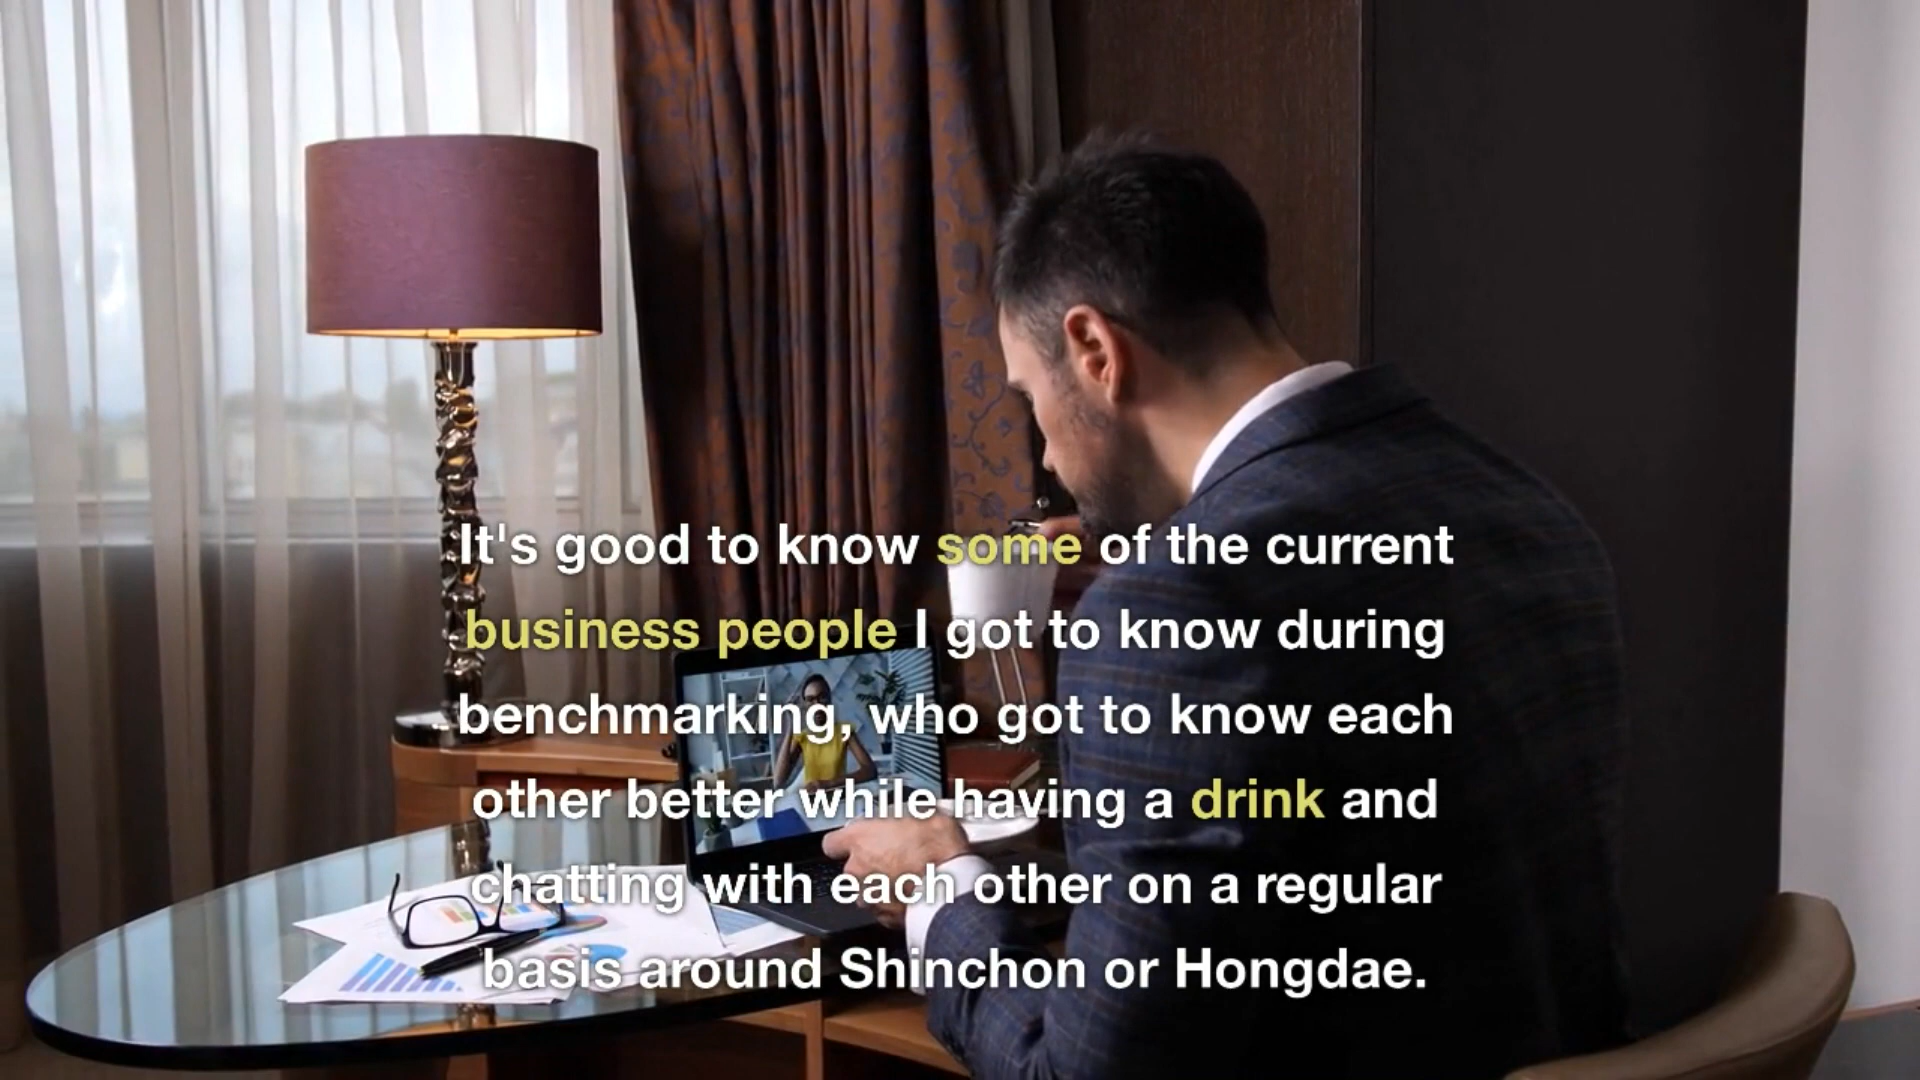 It's good to know some of the current
business people I got to know during
benchmarking, who got to know each
other better while having a drink and
chatting with each other on a regular
basis around Shinchon or Hongdae.